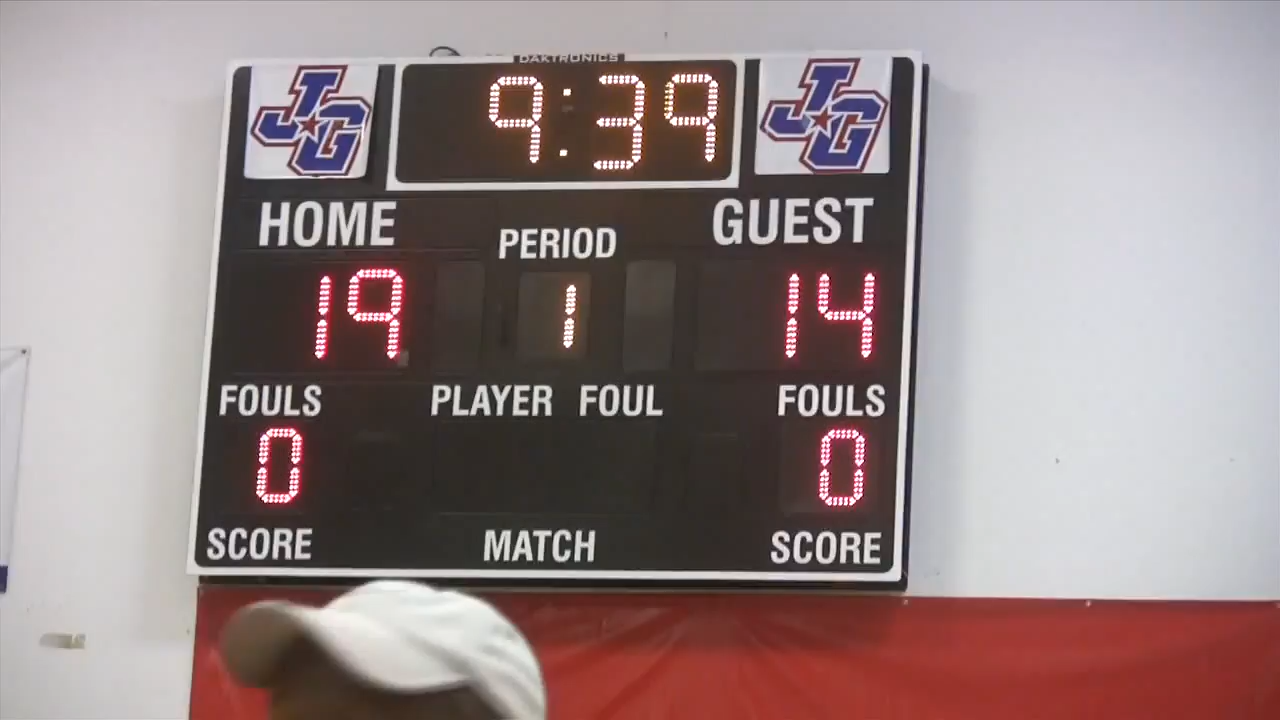 DAKTRONICS
JG 9:39 JG
HOME PERIOD GUEST
19 1 14
FOULS PLAYER FOUL FOULS
0 0
SCORE MATCH SCORE